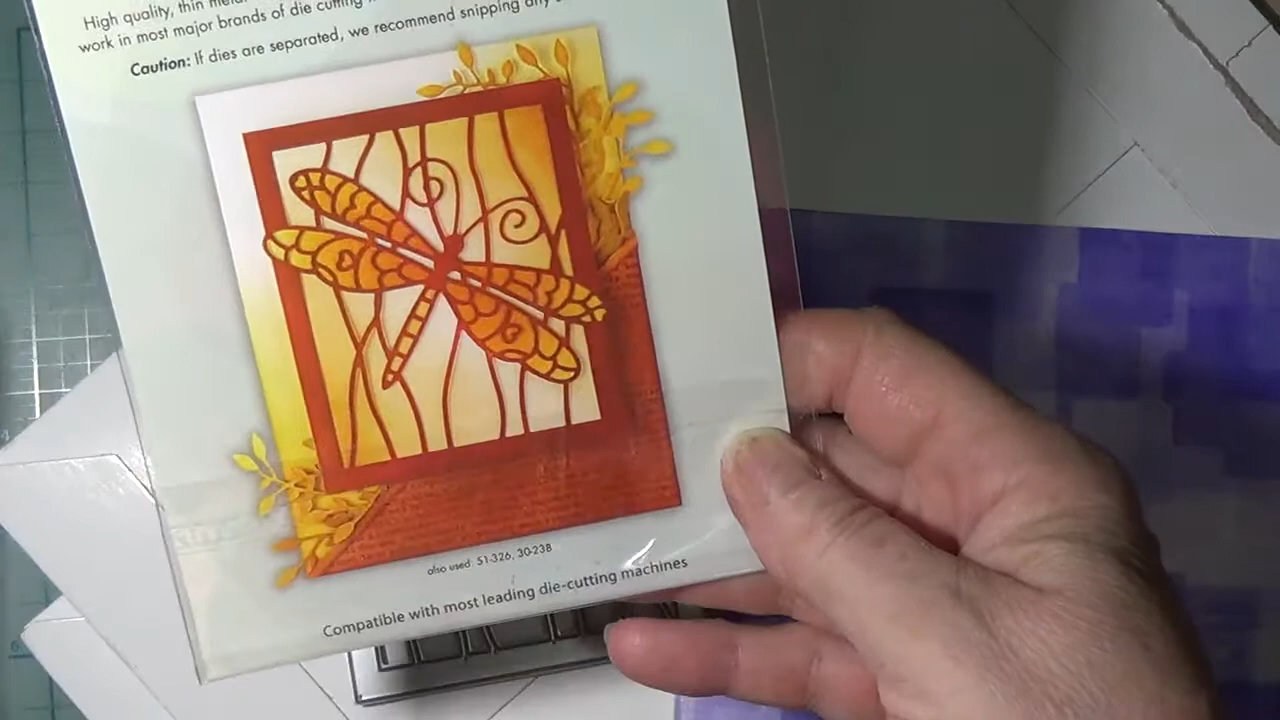 High quality, thin metal
work in most major brands of die cutting
Caution: If dies are separated, we recommend snipping any
also used: 51-326, 30-238
Compatible with most leading die-cutting machines